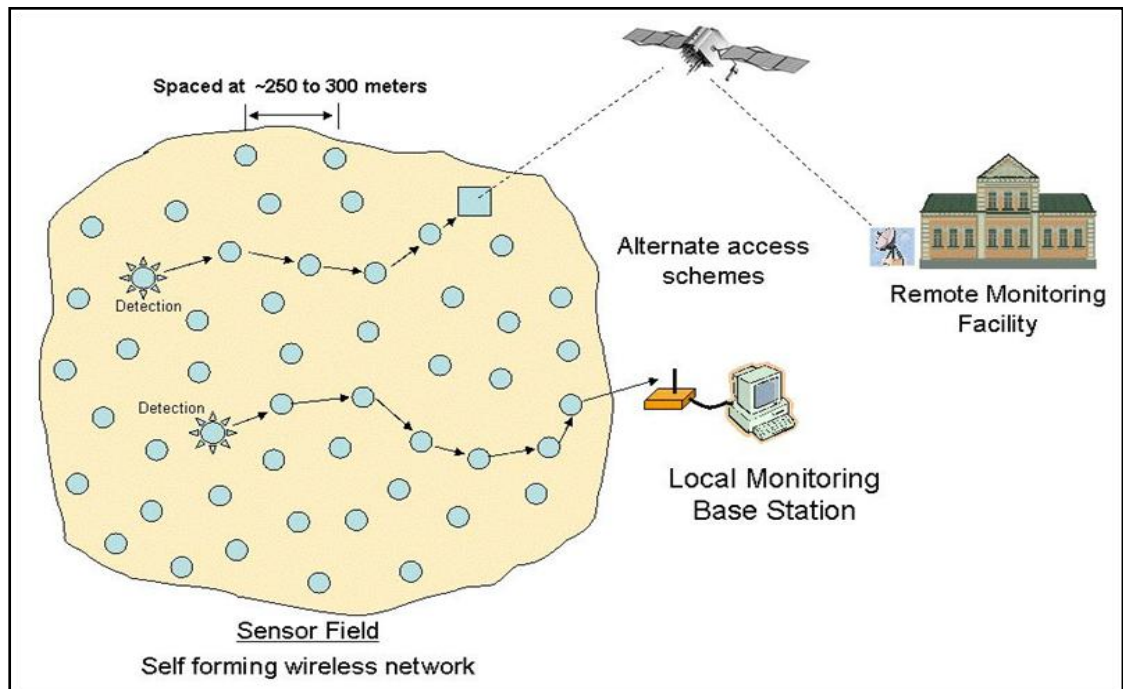 Spaced at ~250 to 300 meters
Alternate access
schemes
Detection
Remote Monitoring
Facility
Detection
Local Monitoring
Base Station
Sensor Field
Self forming wireless network